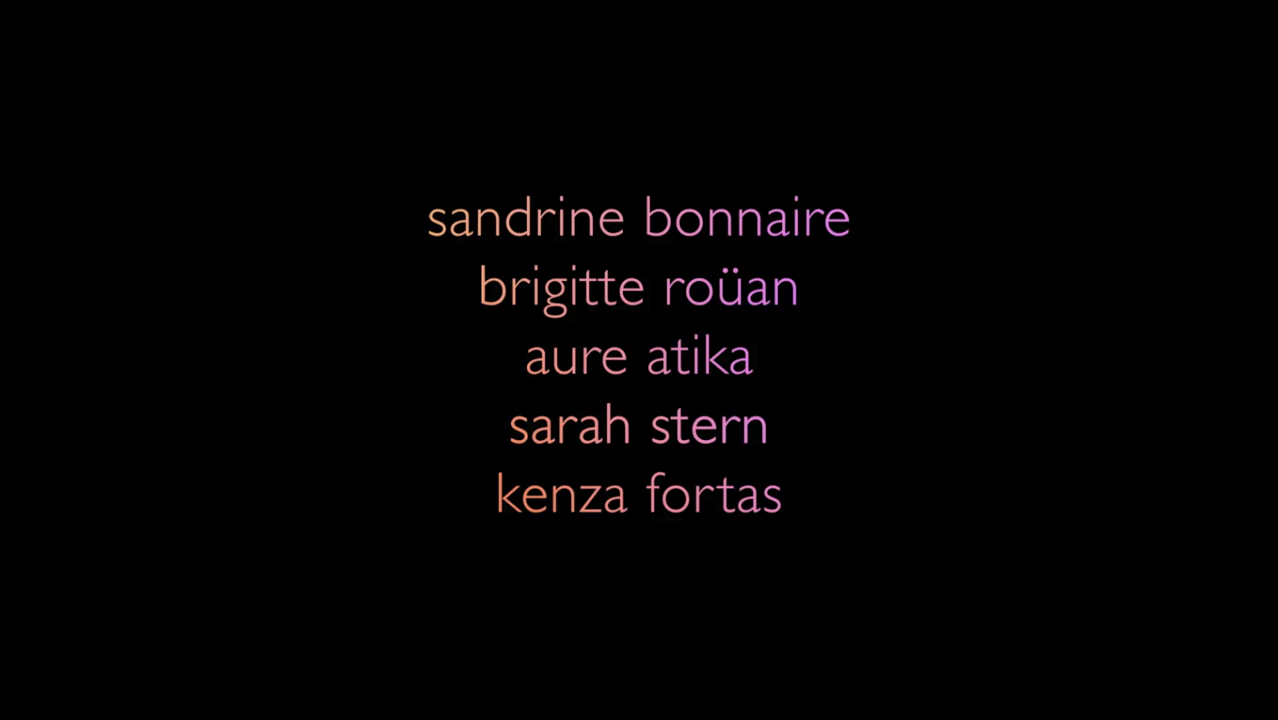 sandrine bonnaire
brigitte roüan
aure atika
sarah stern
kenza fortas